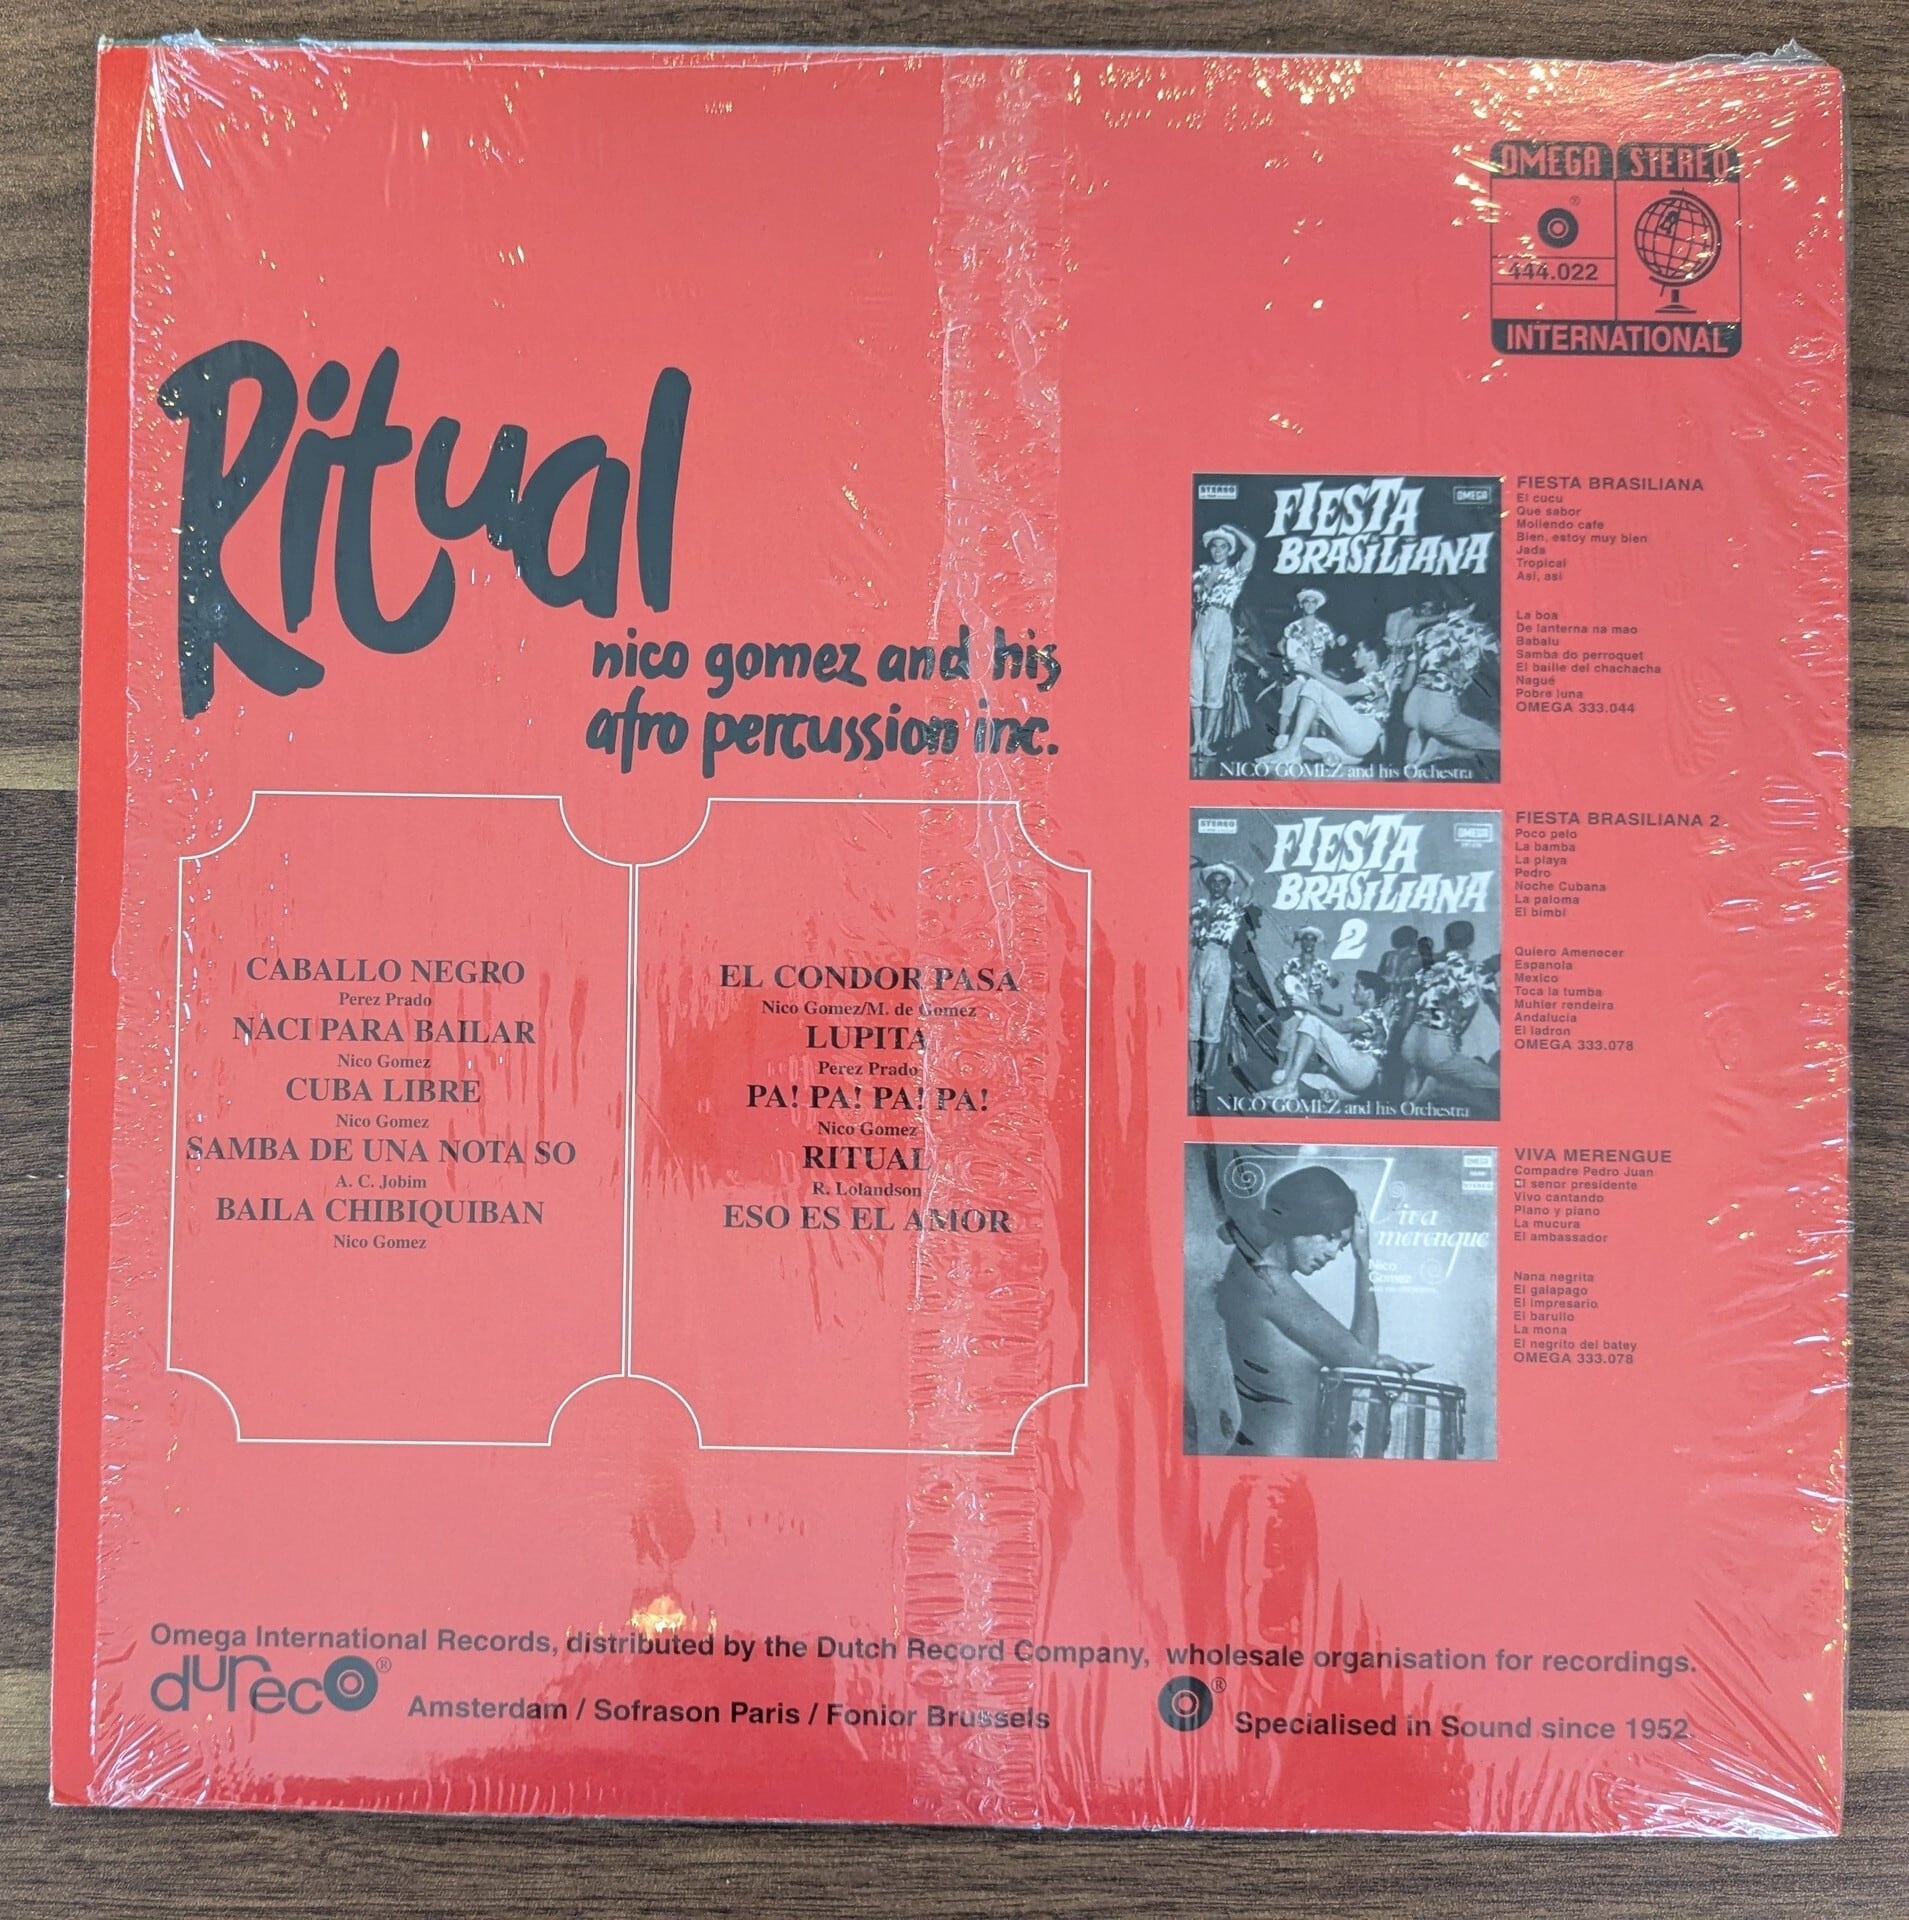 OMEGA STEREO
®
444.022
INTERNATIONAL
Ritual
nico gomez and his
afro percussion inc.
CABALLO NEGRO
Perez Prado
NACI PARA BAILAR
Nico Gomez
CUBA LIBRE
Nico Gomez
SAMBA DE UNA NOTA SO
A. C. Jobim
BAILA CHIBIQUIBAN
Nico Gomez
EL CONDOR PASA
Nico Gomez/M. de Gomez
LUPITA
Perez Prado
PA! PA! PA! PA!
Nico Gomez
RITUAL
R. Lolandson
ESO ES EL AMOR
STEREO
OMEGA
FIESTA
BRASILIANA
NICO GOMEZ and his Orchestra
FIESTA BRASILIANA
El cucu
Que sabor
Moliendo cafe
Bien, estoy muy bien
Jada
Tropical
Asi, asi
La boa
De lanterna na mao
Babalu
Samba do perroquet
El baille del chachacha
Nagué
Pobre luna
OMEGA 333.044
STEREO
OMEGA
FIESTA
BRASILIANA
2
NICO GOMEZ and his Orchestra
FIESTA BRASILIANA 2
Poco pelo
La bamba
La playa
Pedro
Noche Cubana
La paloma
El bimbi
Quiero Amenecer
Espanola
Mexico
Toca la tumba
Muhler rendeira
Andalucia
El ladron
OMEGA 333.078
OMEGA
STEREO
Viva
merengue
Nico
Gomez
VIVA MERENGUE
Compadre Pedro Juan
El senor presidente
Vivo cantando
Piano y piano
La mucura
El ambassador
Nana negrita
El galapago
El impresario
El barullo
La mona
El negrito del batey
OMEGA 333.078
Omega International Records, distributed by the Dutch Record Company, wholesale organisation for recordings.
dureco ® Amsterdam / Sofrason Paris / Fonior Brussels ® Specialised in Sound since 1952